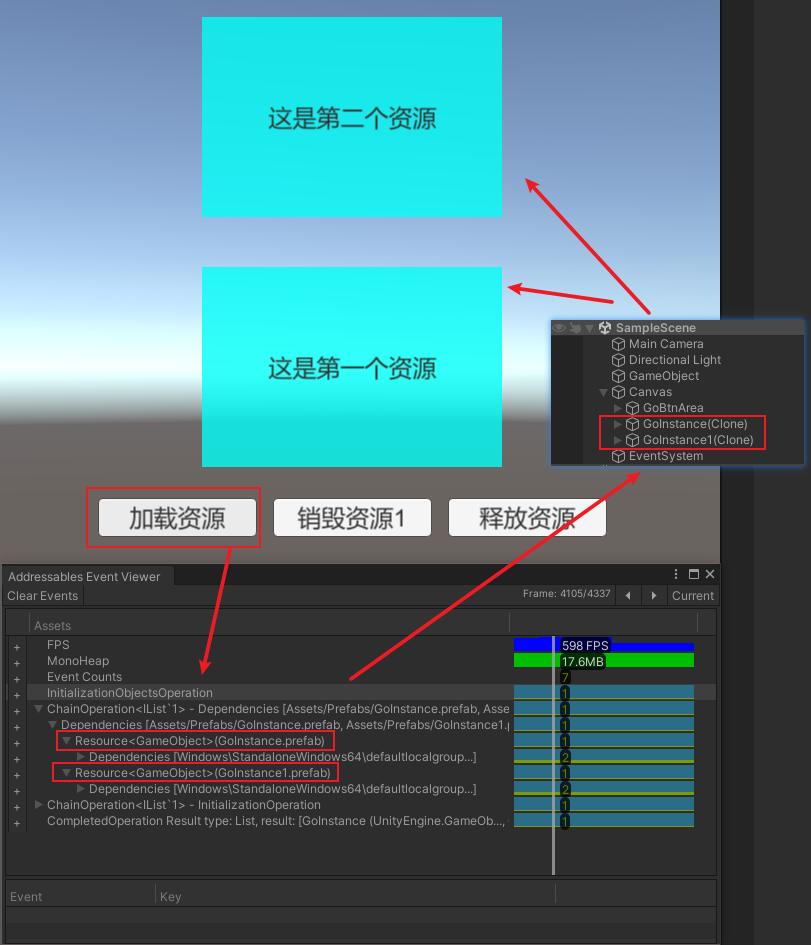 这是第二个资源
这是第一个资源
SampleScene
Main Camera
Directional Light
GameObject
Canvas
GoBtnArea
GoInstance(Clone)
GoInstance1(Clone)
EventSystem
加载资源
销毁资源1
释放资源
Addressables Event Viewer
Clear Events
Frame: 4105/4337
Current
Assets
FPS
598 FPS
MonoHeap
17.6MB
Event Counts
7
InitializationObjectsOperation
1
ChainOperation<IList`1> - Dependencies [Assets/Prefabs/GoInstance.prefab, Asse
1
Dependencies [Assets/Prefabs/GoInstance.prefab, Assets/Prefabs/GoInstance1.p
1
Resource<GameObject>(GoInstance.prefab)
1
Dependencies [Windows\StandaloneWindows64\defaultlocalgroup...]
2
Resource<GameObject>(GoInstance1.prefab)
1
Dependencies [Windows\StandaloneWindows64\defaultlocalgroup...]
2
ChainOperation<IList`1> - InitializationOperation
1
CompletedOperation Result type: List, result: [GoInstance (UnityEngine.GameOb...,
1
Event
Key